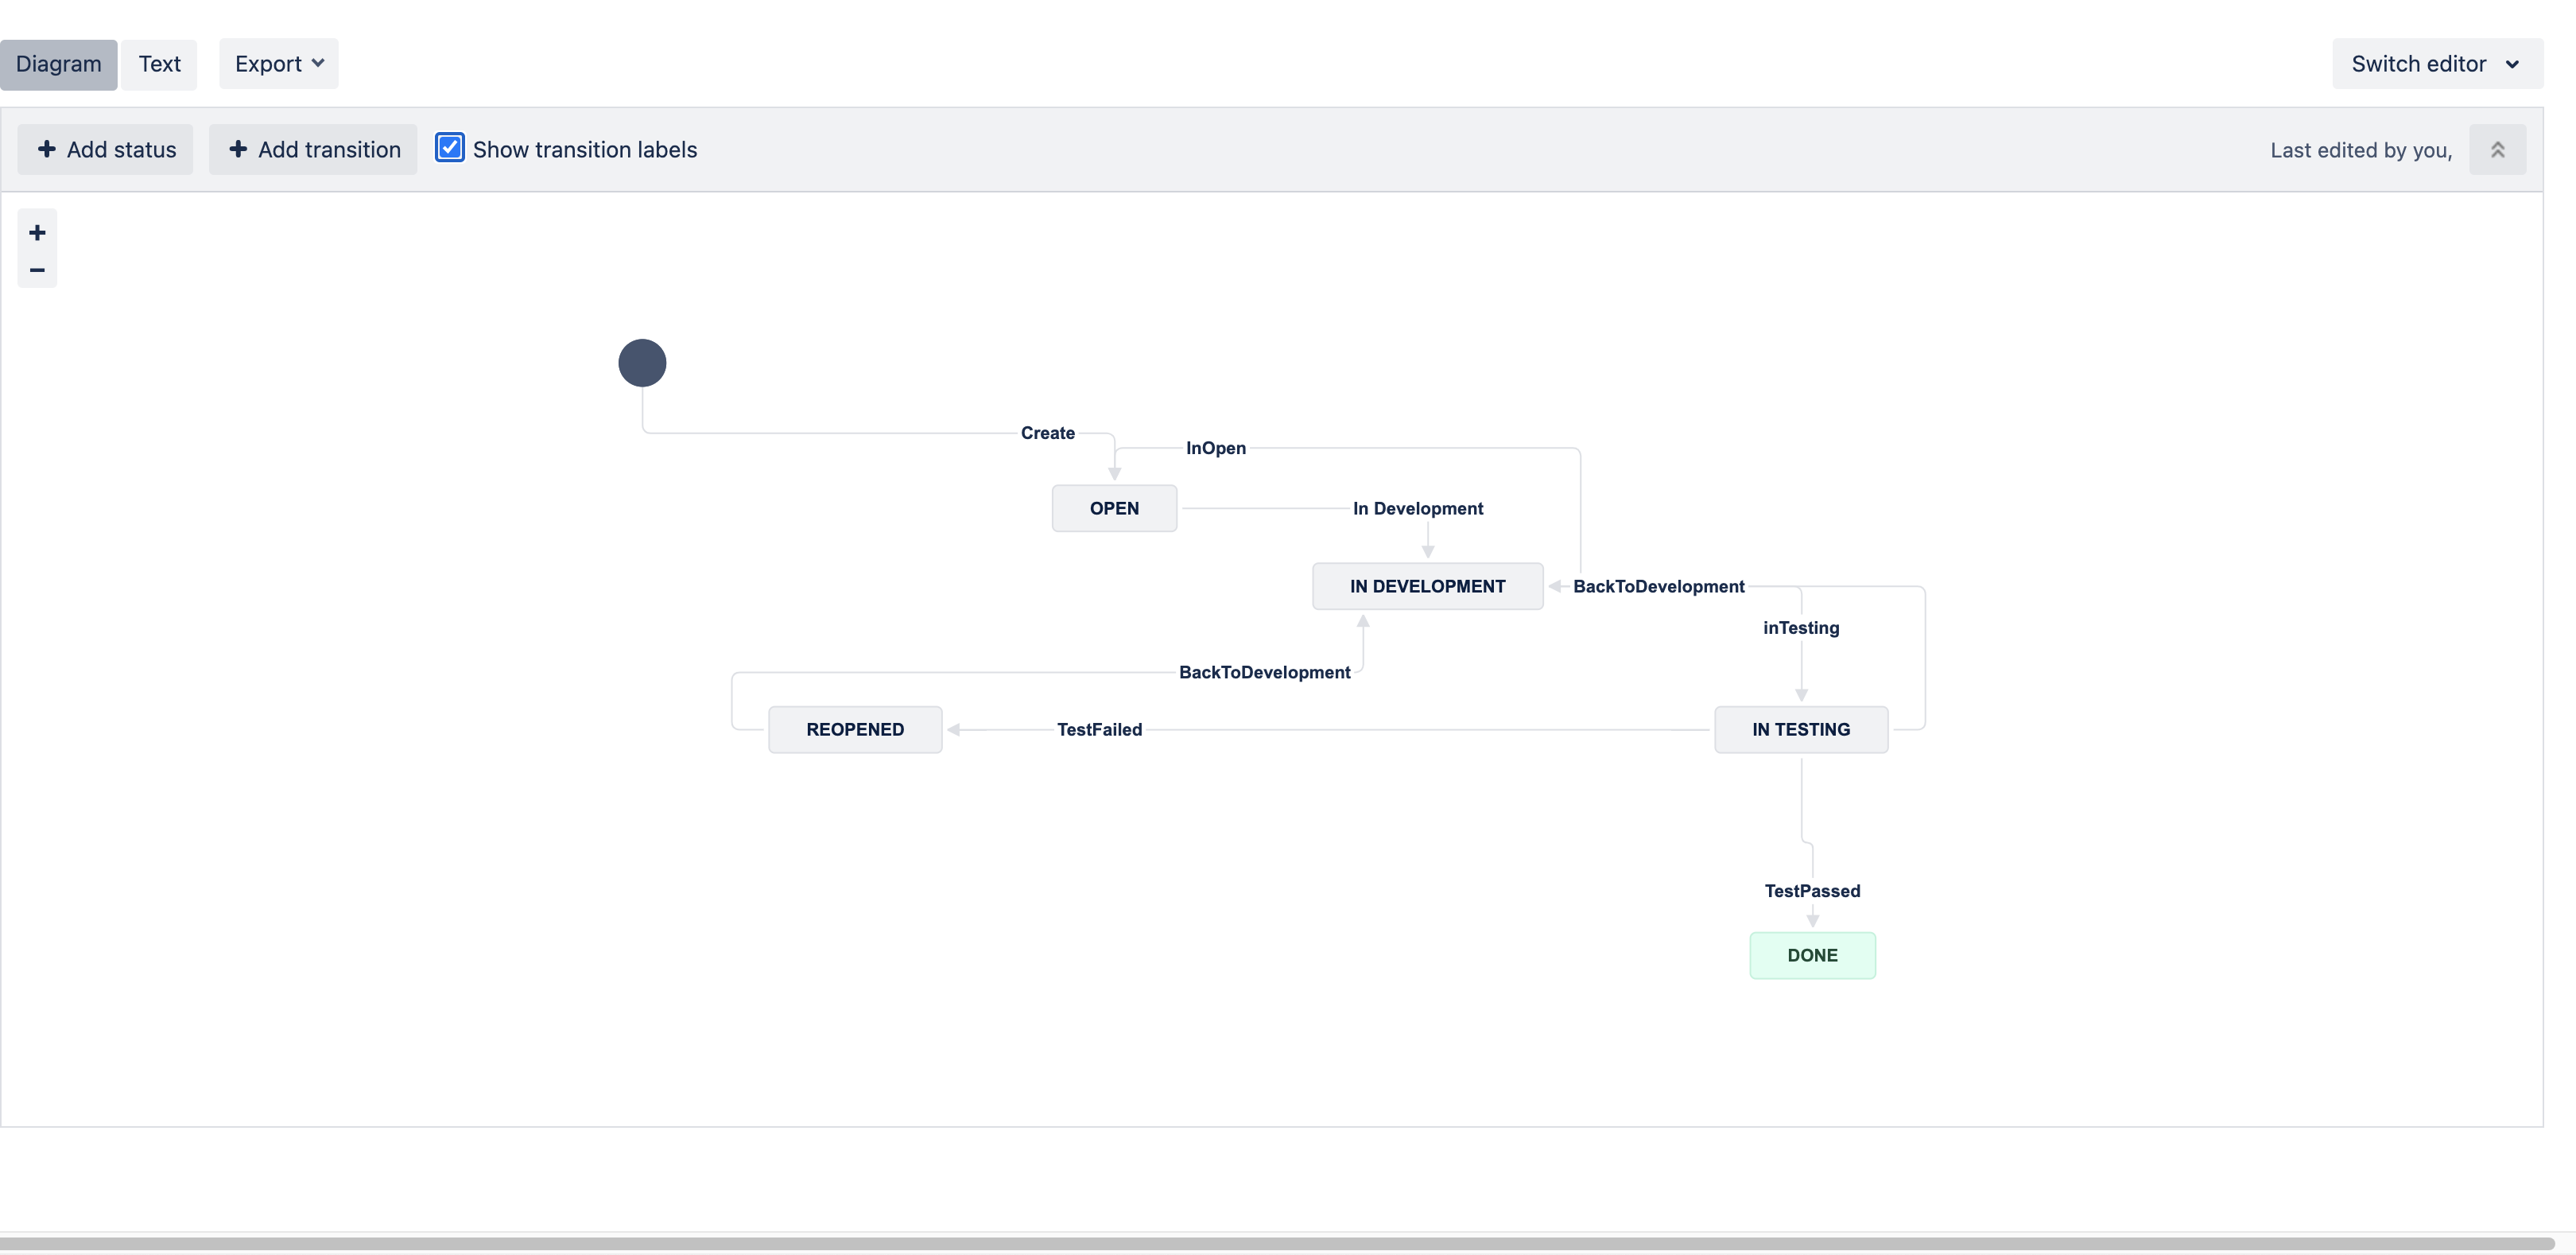 Diagram Text Export Switch editor
Add status Add transition Show transition labels Last edited by you,
Create
InOpen
OPEN In Development
IN DEVELOPMENT BackToDevelopment
inTesting
BackToDevelopment
REOPENED TestFailed IN TESTING
TestPassed
DONE